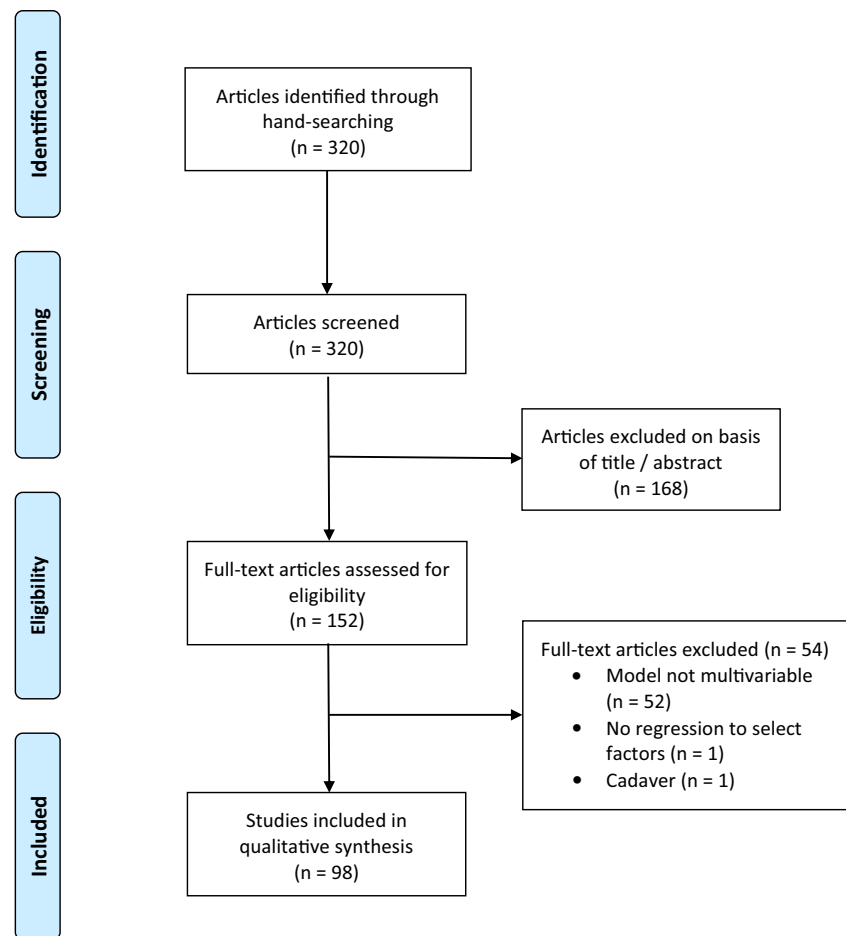 Identification
Articles identified through
hand-searching
(n = 320)
Screening
Articles screened
(n = 320)
Articles excluded on basis
of title / abstract
(n = 168)
Eligibility
Full-text articles assessed for
eligibility
(n = 152)
Full-text articles excluded (n = 54)
• Model not multivariable
(n = 52)
• No regression to select
factors (n = 1)
• Cadaver (n = 1)
Included
Studies included in
qualitative synthesis
(n = 98)